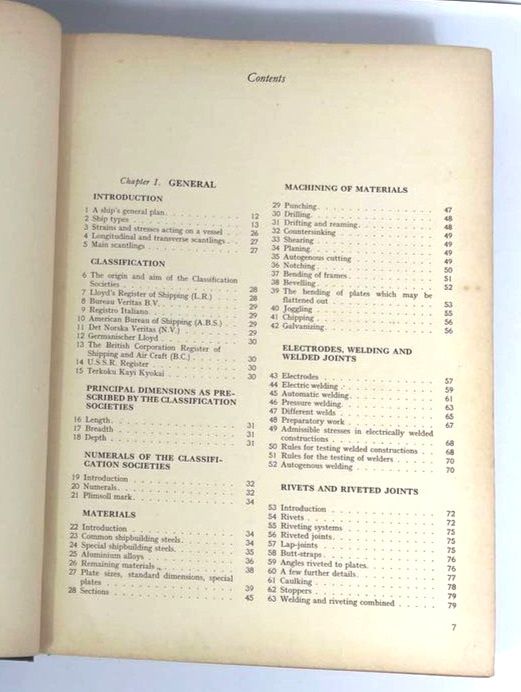 Contents
Chapter I. GENERAL
INTRODUCTION
1 A ship's general plan. . . . . . . . . 12
2 Ship types . . . . . . . . . . . . . 13
3 Strains and stresses acting on a vessel . . 26
4 Longitudinal and transverse scantlings . . 27
5 Main scantlings . . . . . . . . . . . 27
CLASSIFICATION
6 The origin and aim of the Classification
Societies . . . . . . . . . . . . . 28
7 Lloyd's Register of Shipping (L.R.) . . . 28
8 Bureau Veritas B.V. . . . . . . . . . 29
9 Registro Italiano. . . . . . . . . . . 29
10 American Bureau of Shipping (A.B.S.) . . 29
11 Det Norska Veritas (N.V.) . . . . . . . 29
12 Germanischer Lloyd. . . . . . . . . . 30
13 The British Corporation Register of
Shipping and Air Craft (B.C.) . . . . . 30
14 U.S.S.R. Register . . . . . . . . . . 30
15 Terkoku Kayi Kyokai . . . . . . . . . 30
PRINCIPAL DIMENSIONS AS PRE-
SCRIBED BY THE CLASSIFICATION
SOCIETIES
16 Length. . . . . . . . . . . . . . . 31
17 Breadth . . . . . . . . . . . . . . 31
18 Depth . . . . . . . . . . . . . . . 31
NUMERALS OF THE CLASSIFI-
CATION SOCIETIES
19 Introduction . . . . . . . . . . . . 32
20 Numerals. . . . . . . . . . . . . . 32
21 Plimsoll mark. . . . . . . . . . . . 34
MATERIALS
22 Introduction . . . . . . . . . . . . 34
23 Common shipbuilding steels. . . . . . . 34
24 Special shipbuilding steels. . . . . . . 35
25 Aluminium alloys . . . . . . . . . . 36
26 Remaining materials . . . . . . . . . 38
27 Plate sizes, standard dimensions, special
plates . . . . . . . . . . . . . . 39
28 Sections . . . . . . . . . . . . . . 45
MACHINING OF MATERIALS
29 Punching. . . . . . . . . . . . . . 47
30 Drilling. . . . . . . . . . . . . . . 48
31 Drifting and reaming. . . . . . . . . 48
32 Countersinking . . . . . . . . . . . 49
33 Shearing . . . . . . . . . . . . . . 49
34 Planing. . . . . . . . . . . . . . . 49
35 Autogenous cutting . . . . . . . . . 49
36 Notching . . . . . . . . . . . . . . 50
37 Bending of frames . . . . . . . . . . 51
38 Bevelling. . . . . . . . . . . . . . 52
39 The bending of plates which may be
flattened out . . . . . . . . . . . 53
40 Joggling . . . . . . . . . . . . . . 55
41 Chipping . . . . . . . . . . . . . . 56
42 Galvanizing. . . . . . . . . . . . . 56
ELECTRODES, WELDING AND
WELDED JOINTS
43 Electrodes . . . . . . . . . . . . . 57
44 Electric welding . . . . . . . . . . . 59
45 Automatic welding. . . . . . . . . . 61
46 Pressure welding. . . . . . . . . . . 63
47 Different welds . . . . . . . . . . . 65
48 Preparatory work . . . . . . . . . . 67
49 Admissible stresses in electrically welded
constructions . . . . . . . . . . . 68
50 Rules for testing welded constructions . . 68
51 Rules for the testing of welders . . . . . 70
52 Autogenous welding . . . . . . . . . 70
RIVETS AND RIVETED JOINTS
53 Introduction . . . . . . . . . . . . 72
54 Rivets . . . . . . . . . . . . . . . 72
55 Riveting systems . . . . . . . . . . 75
56 Riveted joints. . . . . . . . . . . . 75
57 Lap-joints . . . . . . . . . . . . . 75
58 Butt-straps . . . . . . . . . . . . . 76
59 Angles riveted to plates. . . . . . . . 76
60 A few further details. . . . . . . . . 77
61 Caulking . . . . . . . . . . . . . . 78
62 Stoppers . . . . . . . . . . . . . . 79
63 Welding and riveting combined . . . . . 79
7